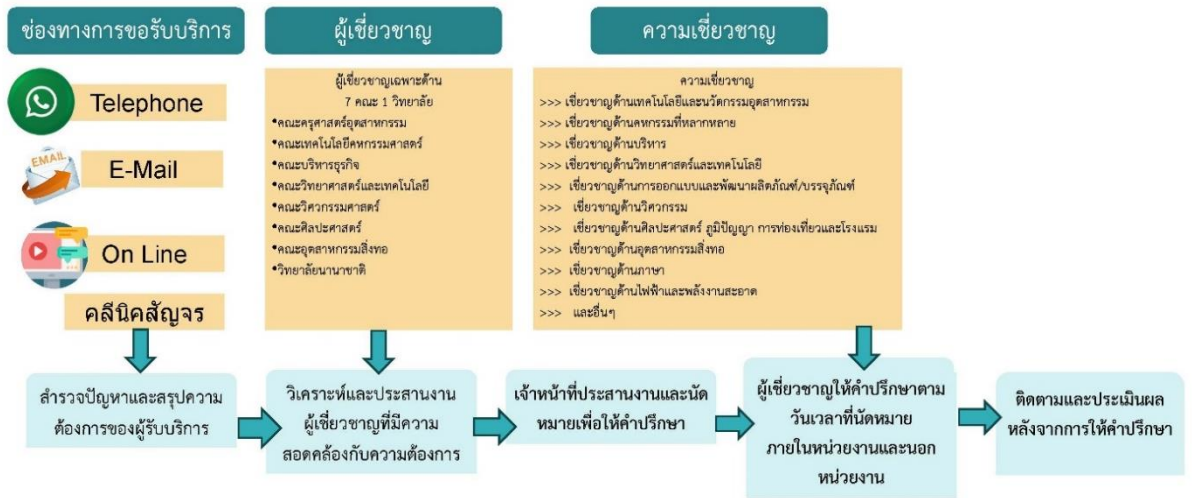 ช่องทางการขอรับบริการ
Telephone
EMAIL
E-Mail
On Line
คลีนิคสัญจร
ผู้เชี่ยวชาญ
ผู้เชี่ยวชาญเฉพาะด้าน
7 คณะ 1 วิทยาลัย
•คณะครุศาสตร์อุตสาหกรรม
•คณะเทคโนโลยีคหกรรมศาสตร์
•คณะบริหารธุรกิจ
•คณะวิทยาศาสตร์และเทคโนโลยี
•คณะวิศวกรรมศาสตร์
•คณะศิลปะศาสตร์
•คณะอุตสาหกรรมสิ่งทอ
•วิทยาลัยนานาชาติ
ความเชี่ยวชาญ
ความเชี่ยวชาญ
>>> เชี่ยวชาญด้านเทคโนโลยีและนวัตกรรมอุตสาหกรรม
>>> เชี่ยวชาญด้านคหกรรมที่หลากหลาย
>>> เชี่ยวชาญด้านบริหาร
>>> เชี่ยวชาญด้านวิทยาศาสตร์และเทคโนโลยี
>>> เชี่ยวชาญด้านการออกแบบและพัฒนาผลิตภัณฑ์/บรรจุภัณฑ์
>>> เชี่ยวชาญด้านวิศวกรรม
>>> เชี่ยวชาญด้านศิลปะศาสตร์ ภูมิปัญญา การท่องเที่ยวและโรงแรม
>>> เชี่ยวชาญด้านอุตสาหกรรมสิ่งทอ
>>> เชี่ยวชาญด้านภาษา
>>> เชี่ยวชาญด้านไฟฟ้าและพลังงานสะอาด
>>> และอื่นๆ
สำรวจปัญหาและสรุปความ
ต้องการของผู้รับบริการ
วิเคราะห์และประสานงาน
ผู้เชี่ยวชาญที่มีความ
สอดคล้องกับความต้องการ
เจ้าหน้าที่ประสานงานและนัด
หมายเพื่อให้คำปรึกษา
ผู้เชี่ยวชาญให้คำปรึกษาตาม
วันเวลาที่นัดหมาย
ภายในหน่วยงานและนอก
หน่วยงาน
ติดตามและประเมินผล
หลังจากการให้คำปรึกษา